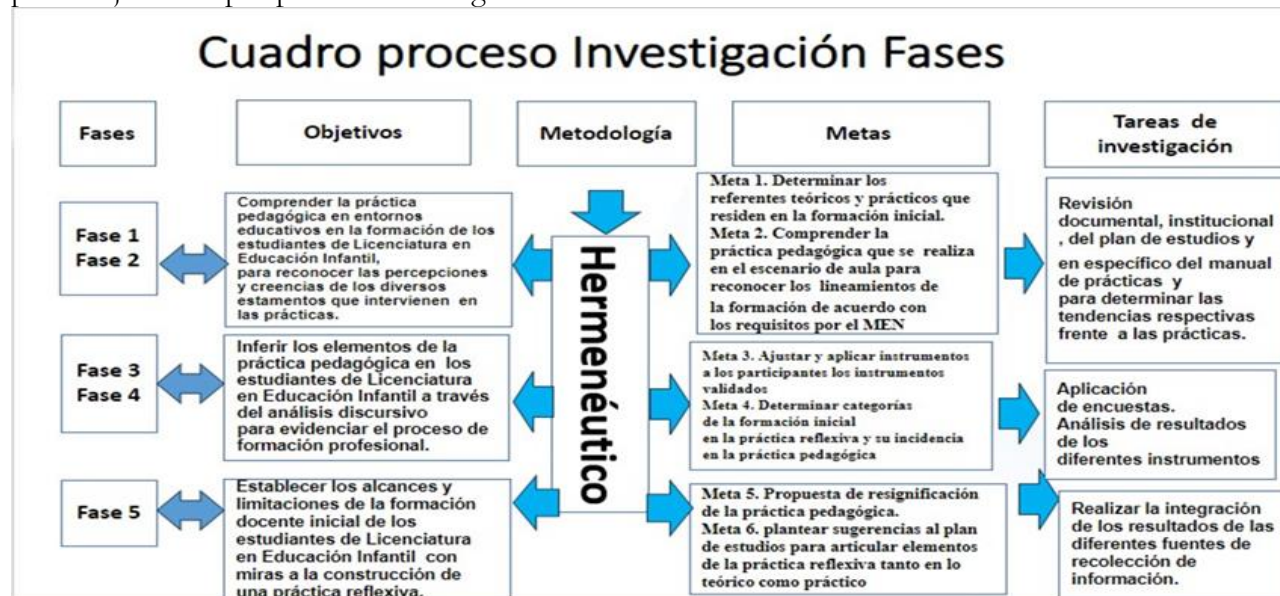 Cuadro proceso Investigación Fases
Fases
Objetivos
Metodología
Metas
Tareas de
investigación
Fase 1
Fase 2
Comprender la práctica
pedagógica en entornos
educativos en la formación de los
estudiantes de Licenciatura en
Educación Infantil,
para reconocer las percepciones
y creencias de los diversos
estamentos que intervienen en
las prácticas.
Hermenéutico
Meta 1. Determinar los
referentes teóricos y prácticos que
residen en la formación inicial.
Meta 2. Comprender la
práctica pedagógica que se realiza
en el escenario de aula para
reconocer los lineamientos de
la formación de acuerdo con
los requisitos por el MEN
Revisión
documental, institucional
, del plan de estudios y
en específico del manual
de prácticas y
para determinar las
tendencias respectivas
frente a las prácticas.
Fase 3
Fase 4
Inferir los elementos de la
práctica pedagógica en los
estudiantes de Licenciatura
en Educación Infantil a través
del análisis discursivo
para evidenciar el proceso de
formación profesional.
Meta 3. Ajustar y aplicar instrumentos
a los participantes los instrumentos
validados
Meta 4. Determinar categorías
de la formación inicial
en la práctica reflexiva y su incidencia
en la práctica pedagógica
Aplicación
de encuestas.
Análisis de resultados
de los
diferentes instrumentos
Fase 5
Establecer los alcances y
limitaciones de la formación
docente inicial de los
estudiantes de Licenciatura
en Educación Infantil con
miras a la construcción de
una práctica reflexiva.
Meta 5. Propuesta de resignificación
de la práctica pedagógica.
Meta 6. plantear sugerencias al plan
de estudios para articular elementos
de la práctica reflexiva tanto en lo
teórico como práctico
Realizar la integración
de los resultados de las
diferentes fuentes de
recolección de
información.